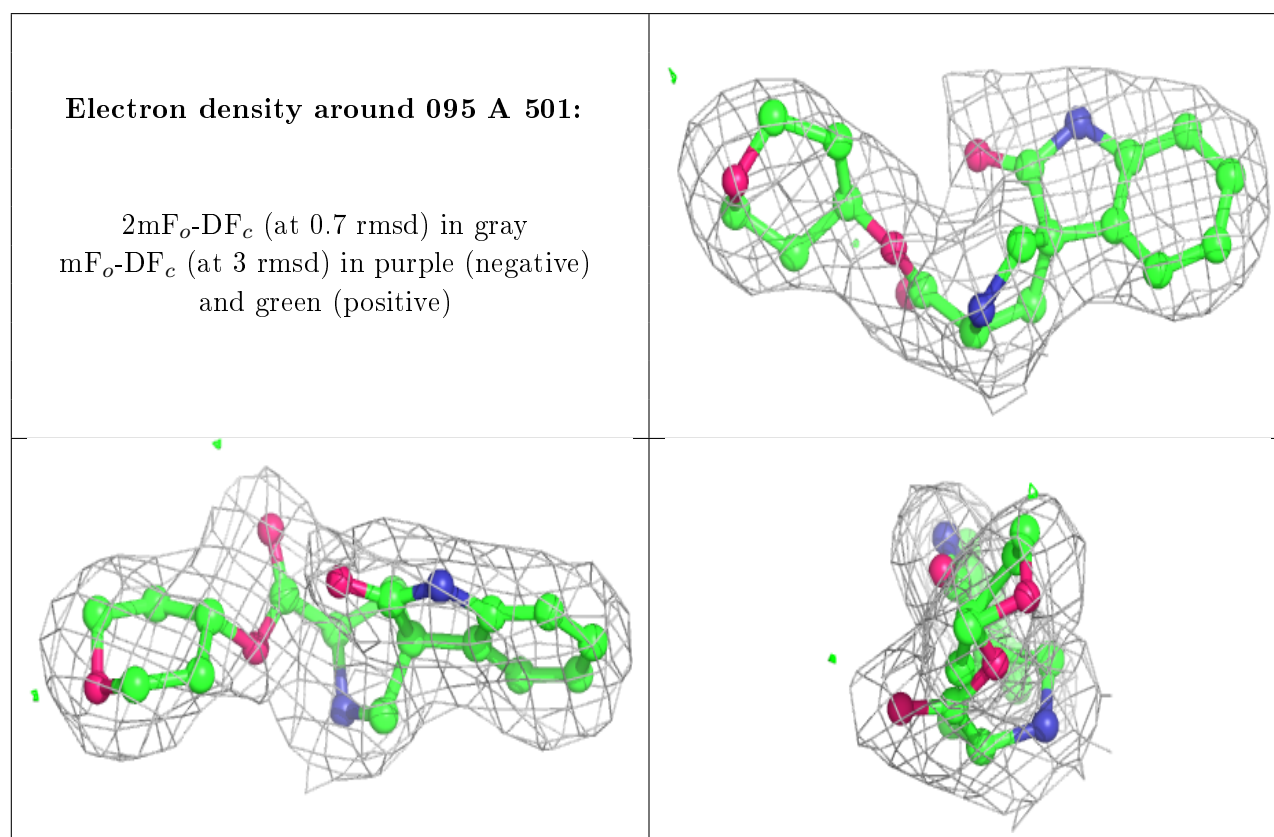 Electron density around 095 A 501:
2mFₒ-DF𝒸 (at 0.7 rmsd) in gray
mFₒ-DF𝒸 (at 3 rmsd) in purple (negative)
and green (positive)